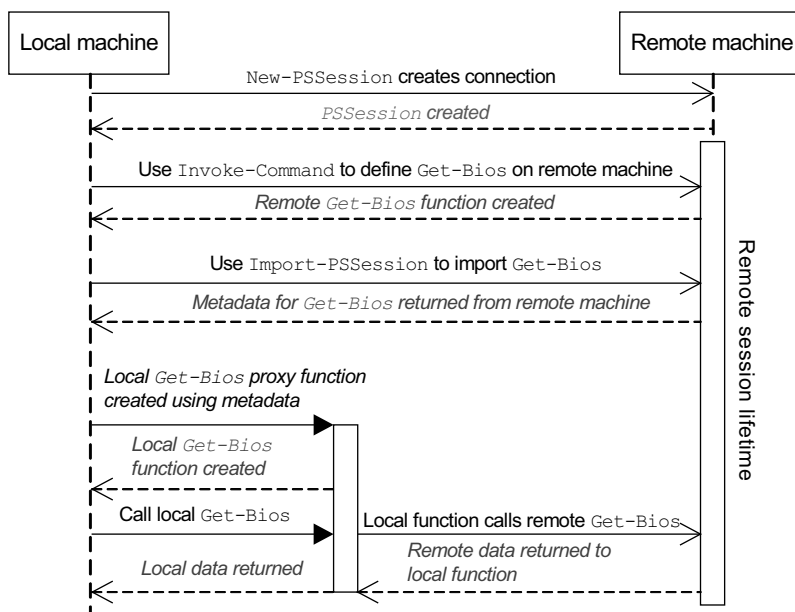 Local machine
Remote machine
New-PSSession creates connection
PSSession created
Use Invoke-Command to define Get-Bios on remote machine
Remote Get-Bios function created
Use Import-PSSession to import Get-Bios
Metadata for Get-Bios returned from remote machine
Remote session lifetime
Local Get-Bios proxy function
created using metadata
Local Get-Bios
function created
Call local Get-Bios
Local function calls remote Get-Bios
Local data returned
Remote data returned to
local function